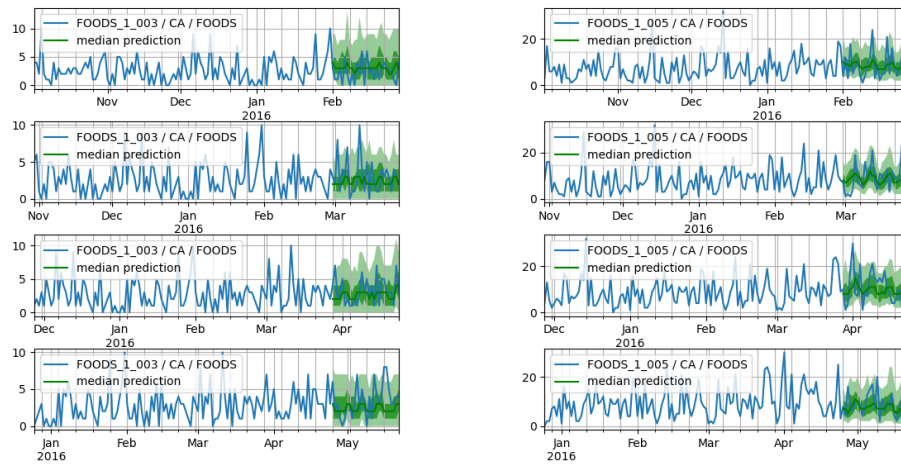 FOODS_1_003 / CA / FOODS
median prediction
10
5
0
Nov Dec Jan Feb
2016
FOODS_1_005 / CA / FOODS
median prediction
20
0
Nov Dec Jan Feb
2016
FOODS_1_003 / CA / FOODS
median prediction
10
5
0
Nov Dec Jan Feb Mar
2016
FOODS_1_005 / CA / FOODS
median prediction
20
0
Nov Dec Jan Feb Mar
2016
FOODS_1_003 / CA / FOODS
median prediction
10
5
0
Dec Jan Feb Mar Apr
2016
FOODS_1_005 / CA / FOODS
median prediction
20
0
Dec Jan Feb Mar Apr
2016
FOODS_1_003 / CA / FOODS
median prediction
10
5
0
Jan Feb Mar Apr May
2016
FOODS_1_005 / CA / FOODS
median prediction
20
0
Jan Feb Mar Apr May
2016